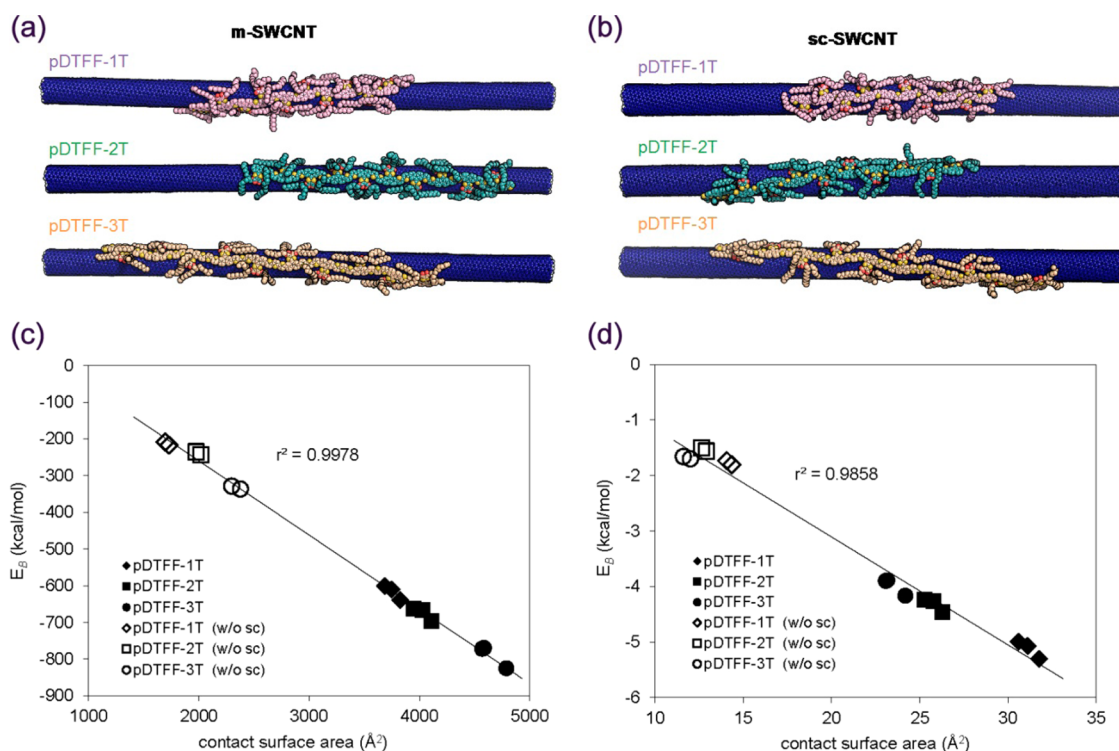 (a)
m-SWCNT
pDTFF-1T
pDTFF-2T
pDTFF-3T
(b)
sc-SWCNT
pDTFF-1T
pDTFF-2T
pDTFF-3T
(c)
0
-100
-200
-300
-400
-500
-600
-700
-800
-900
E_B (kcal/mol)
r² = 0.9978
pDTFF-1T
pDTFF-2T
pDTFF-3T
pDTFF-1T (w/o sc)
pDTFF-2T (w/o sc)
pDTFF-3T (w/o sc)
1000 2000 3000 4000 5000
contact surface area (Å²)
(d)
0
-1
-2
-3
-4
-5
-6
E_B (kcal/mol)
r² = 0.9858
pDTFF-1T
pDTFF-2T
pDTFF-3T
pDTFF-1T (w/o sc)
pDTFF-2T (w/o sc)
pDTFF-3T (w/o sc)
10 15 20 25 30 35
contact surface area (Å²)